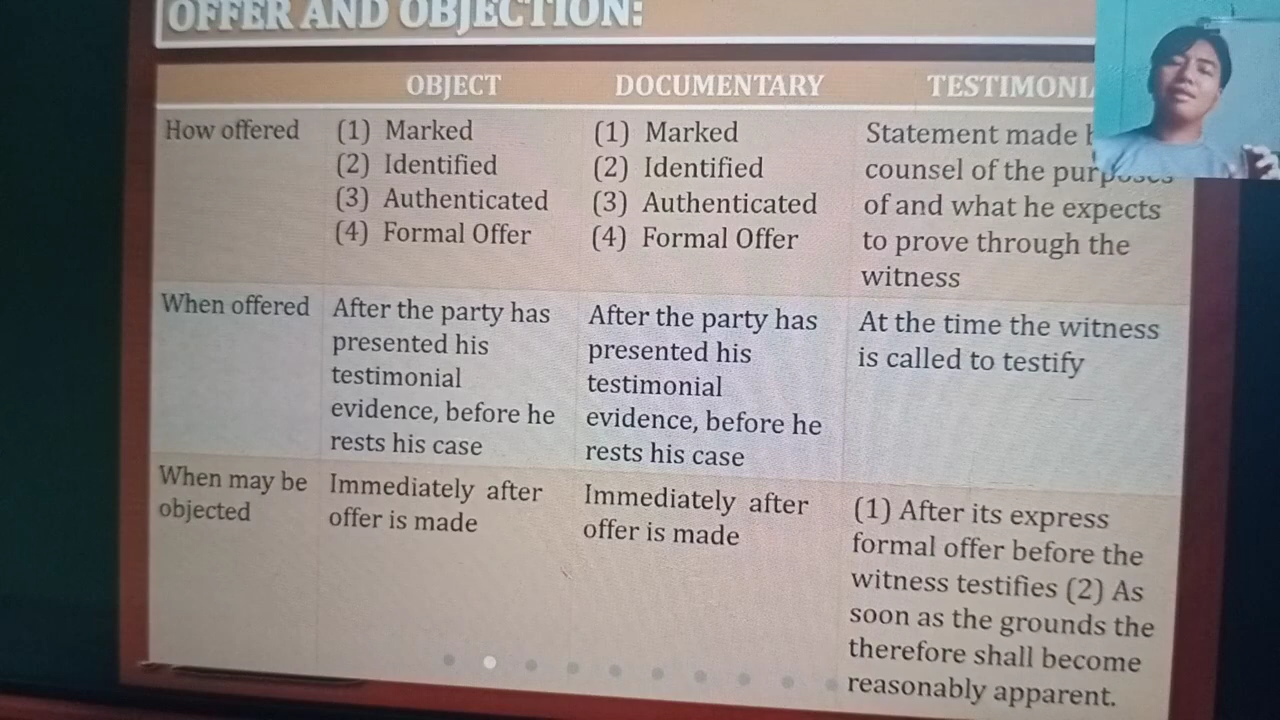 OFFER AND OBJECTION:
OBJECT
DOCUMENTARY
How offered
(1) Marked
(2) Identified
(3) Authenticated
(4) Formal Offer
(1) Marked
(2) Identified
(3) Authenticated
(4) Formal Offer
Statement made
counsel of the purposes
of and what he expects
to prove through the
witness
When offered
After the party has
presented his
testimonial
evidence, before he
rests his case
After the party has
presented his
testimonial
evidence, before he
rests his case
At the time the witness
is called to testify
When may be
objected
Immediately after
offer is made
Immediately after
offer is made
(1) After its express
formal offer before the
witness testifies (2) As
soon as the grounds the
therefore shall become
reasonably apparent.